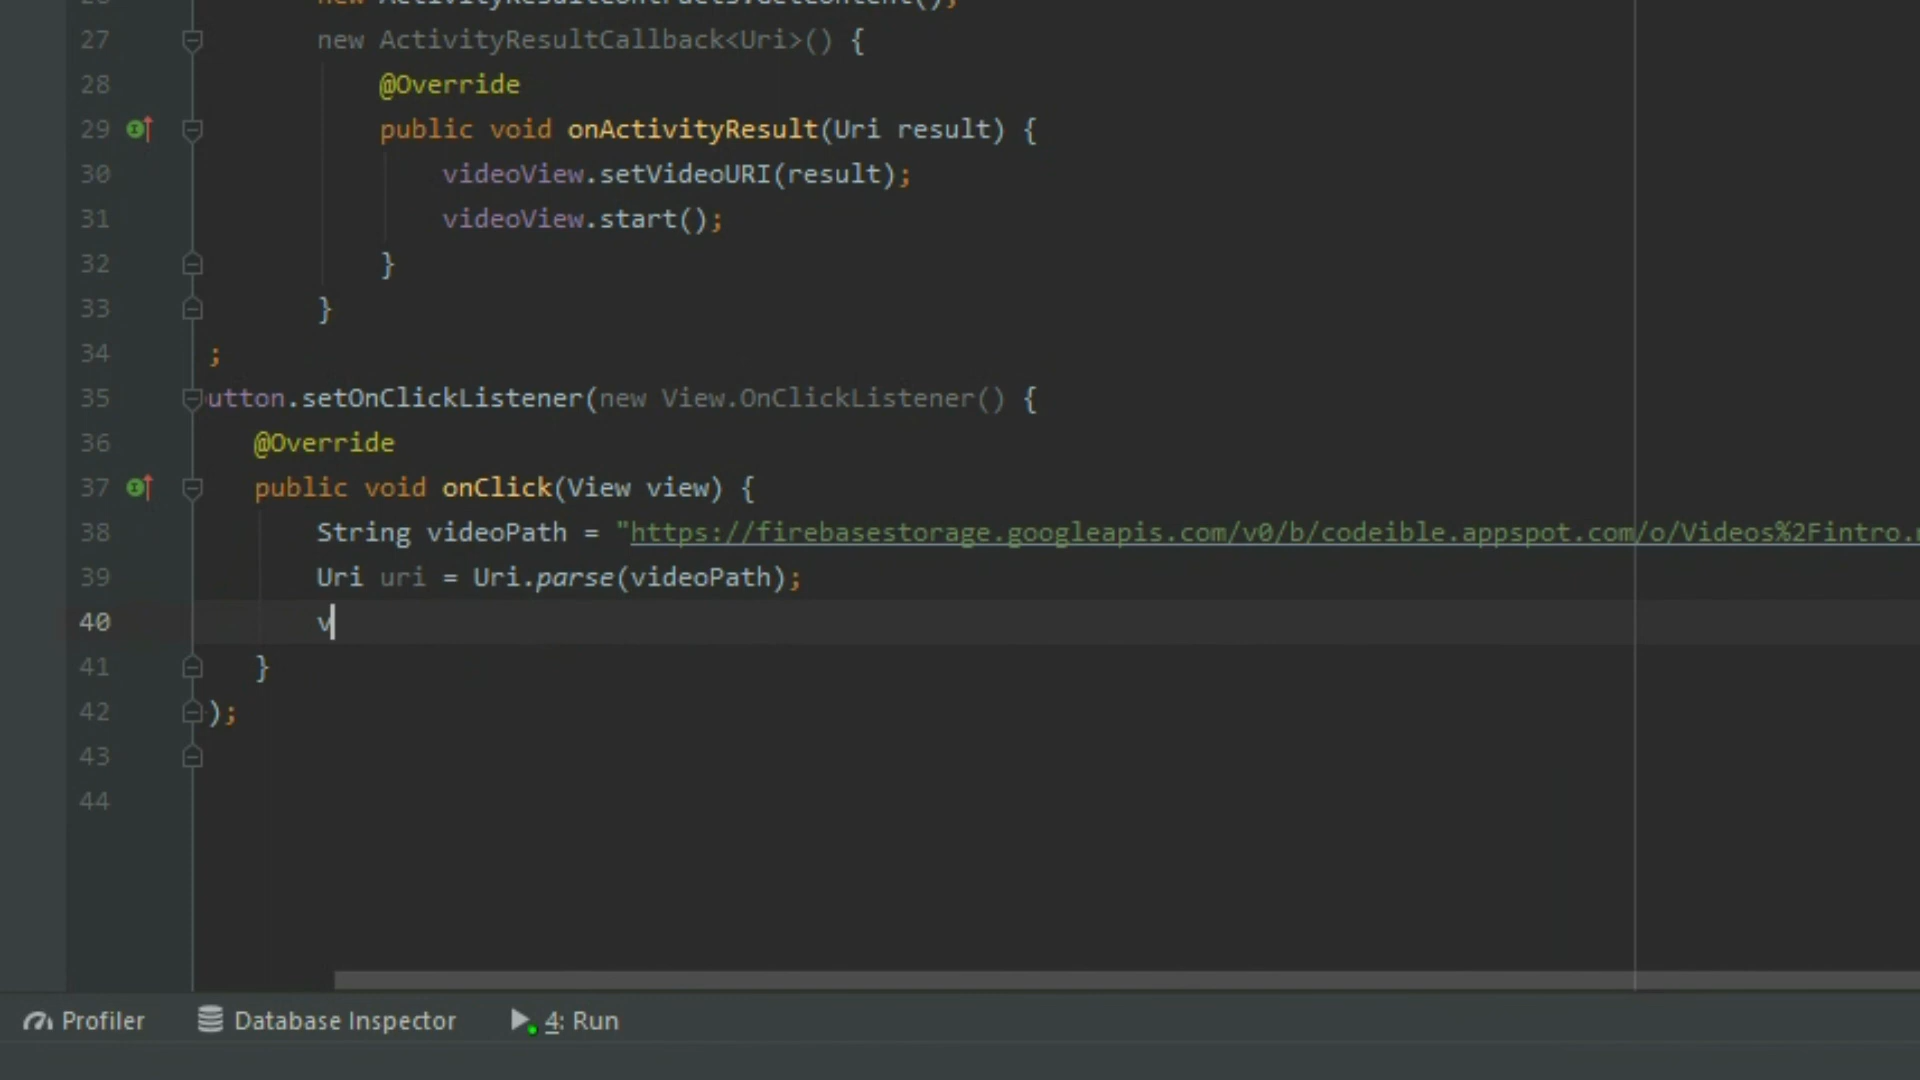 new ActivityResultContracts.GetContent(),
27 new ActivityResultCallback<Uri>() {
28 @Override
29 public void onActivityResult(Uri result) {
30 videoView.setVideoURI(result);
31 videoView.start();
32 }
33 }
34 ;
35 utton.setOnClickListener(new View.OnClickListener() {
36 @Override
37 public void onClick(View view) {
38 String videoPath = "https://firebasestorage.googleapis.com/v0/b/codeible.appspot.com/o/Videos%2Fintro.
39 Uri uri = Uri.parse(videoPath);
40 v
41 }
42 );
43
44
Profiler Database Inspector 4: Run